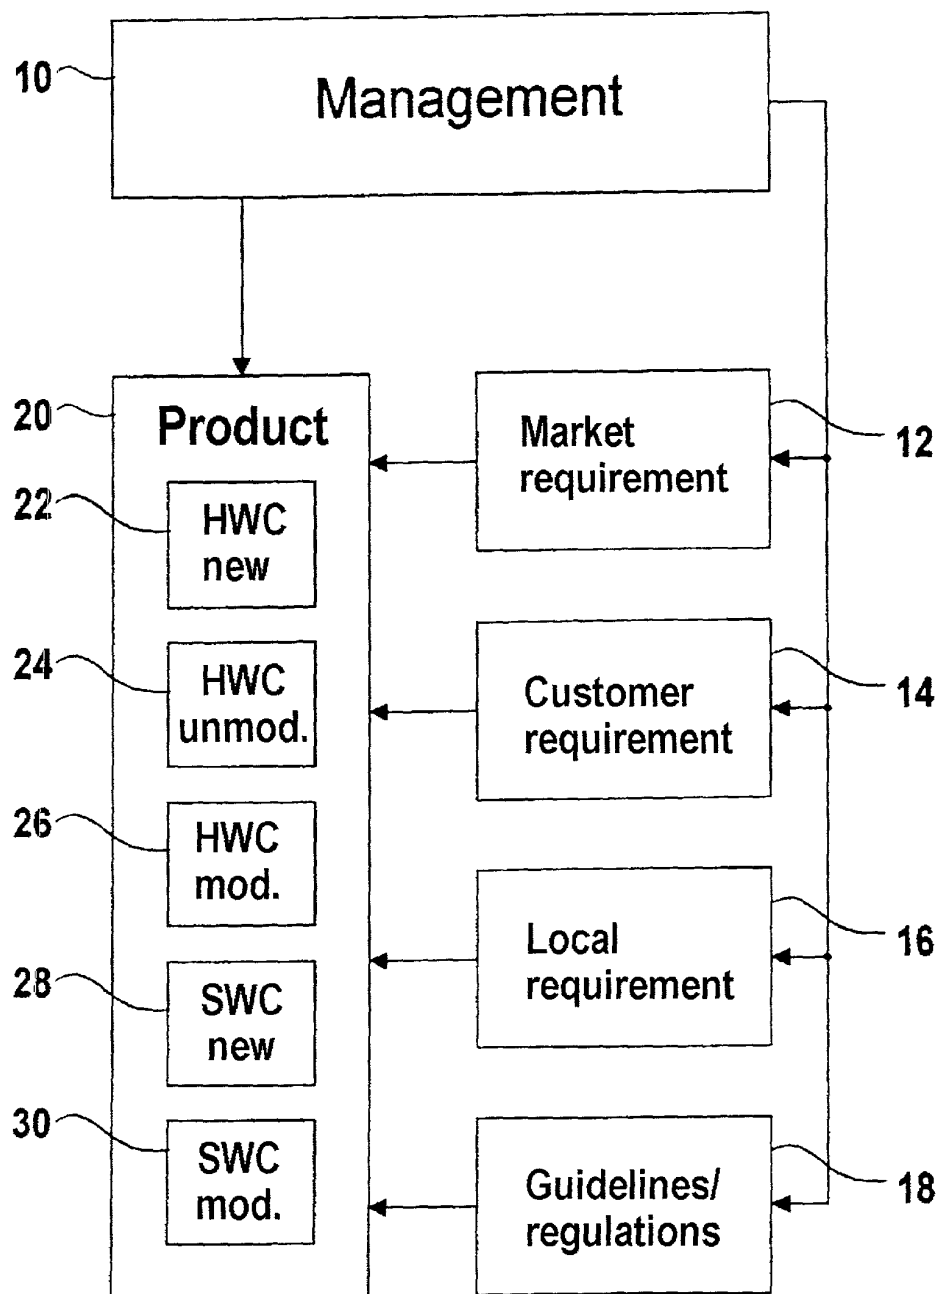 10
Management
20
Product
Market
requirement
12
22
HWC
new
24
HWC
unmod.
Customer
requirement
14
26
HWC
mod.
Local
requirement
16
28
SWC
new
30
SWC
mod.
Guidelines/
regulations
18